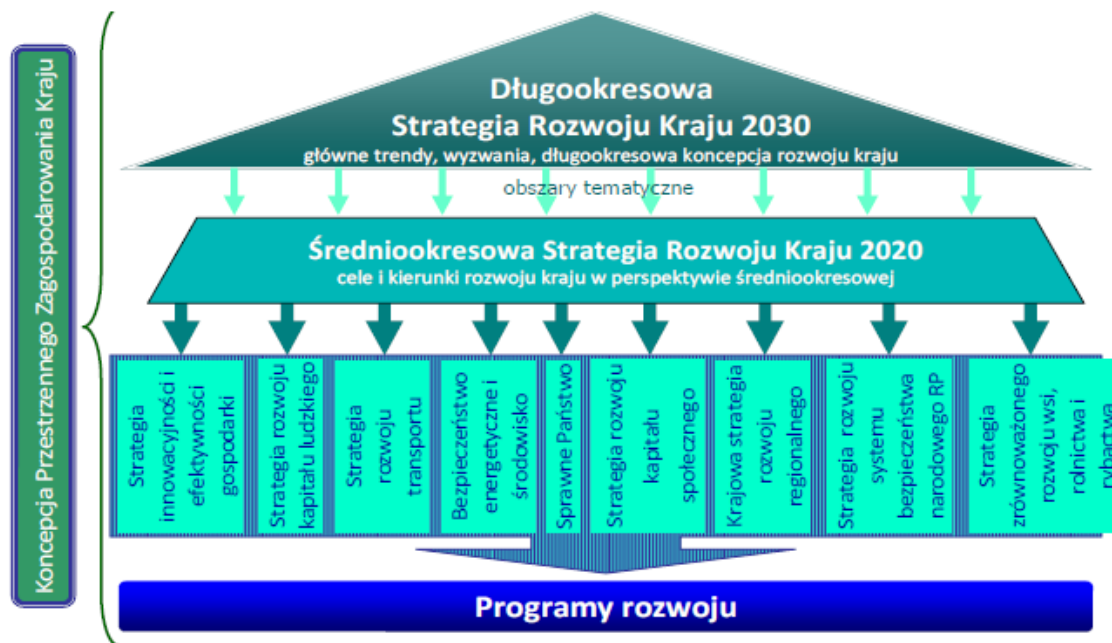 Koncepcja Przestrzennego Zagospodarowania Kraju
Długookresowa
Strategia Rozwoju Kraju 2030
główne trendy, wyzwania, długookresowa koncepcja rozwoju kraju
obszary tematyczne
Średniookresowa Strategia Rozwoju Kraju 2020
cele i kierunki rozwoju kraju w perspektywie średniookresowej
Strategia
innowacyjności i
efektywności
gospodarki
Strategia rozwoju
kapitału ludzkiego
Strategia
rozwoju
transportu
Bezpieczeństwo
energetyczne i
środowisko
Sprawne Państwo
Strategia rozwoju
kapitału
społecznego
Krajowa strategia
rozwoju
regionalnego
Strategia rozwoju
systemu
bezpieczeństwa
narodowego RP
Strategia
zrównoważonego
rozwoju wsi,
rolnictwa i
rybactwa
Programy rozwoju